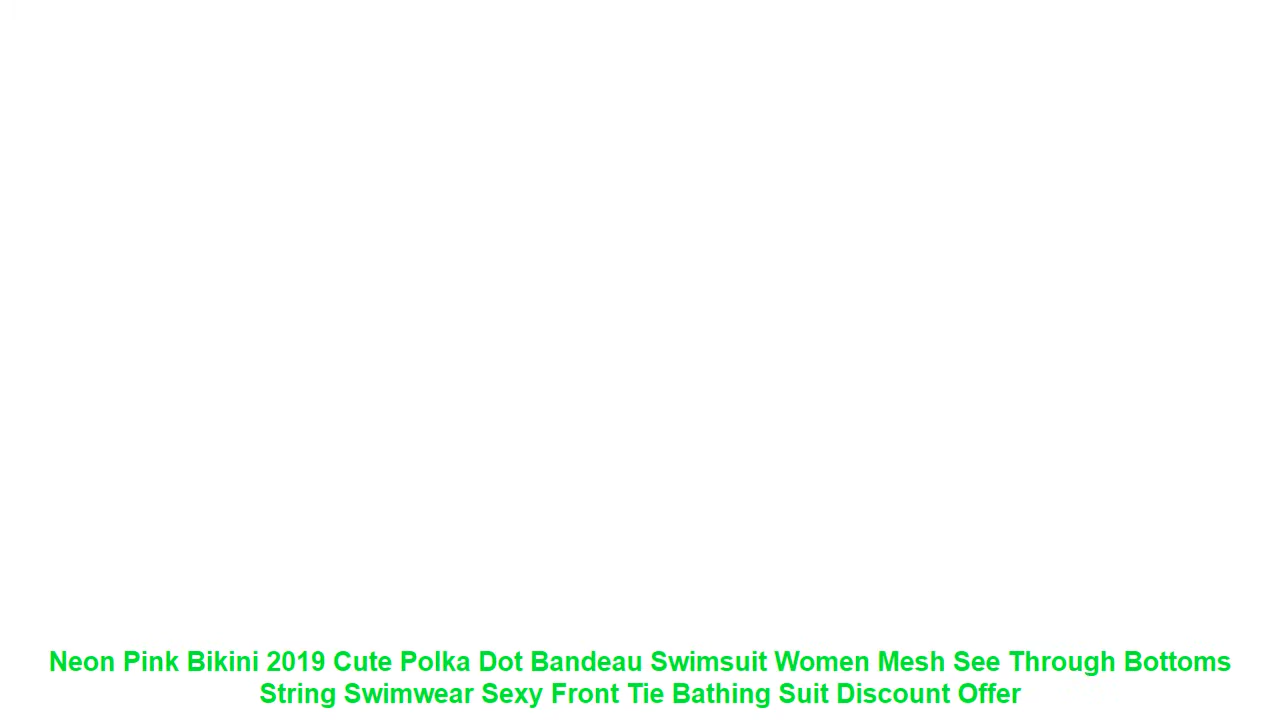 Neon Pink Bikini 2019 Cute Polka Dot Bandeau Swimsuit Women Mesh See Through Bottoms
String Swimwear Sexy Front Tie Bathing Suit Discount Offer